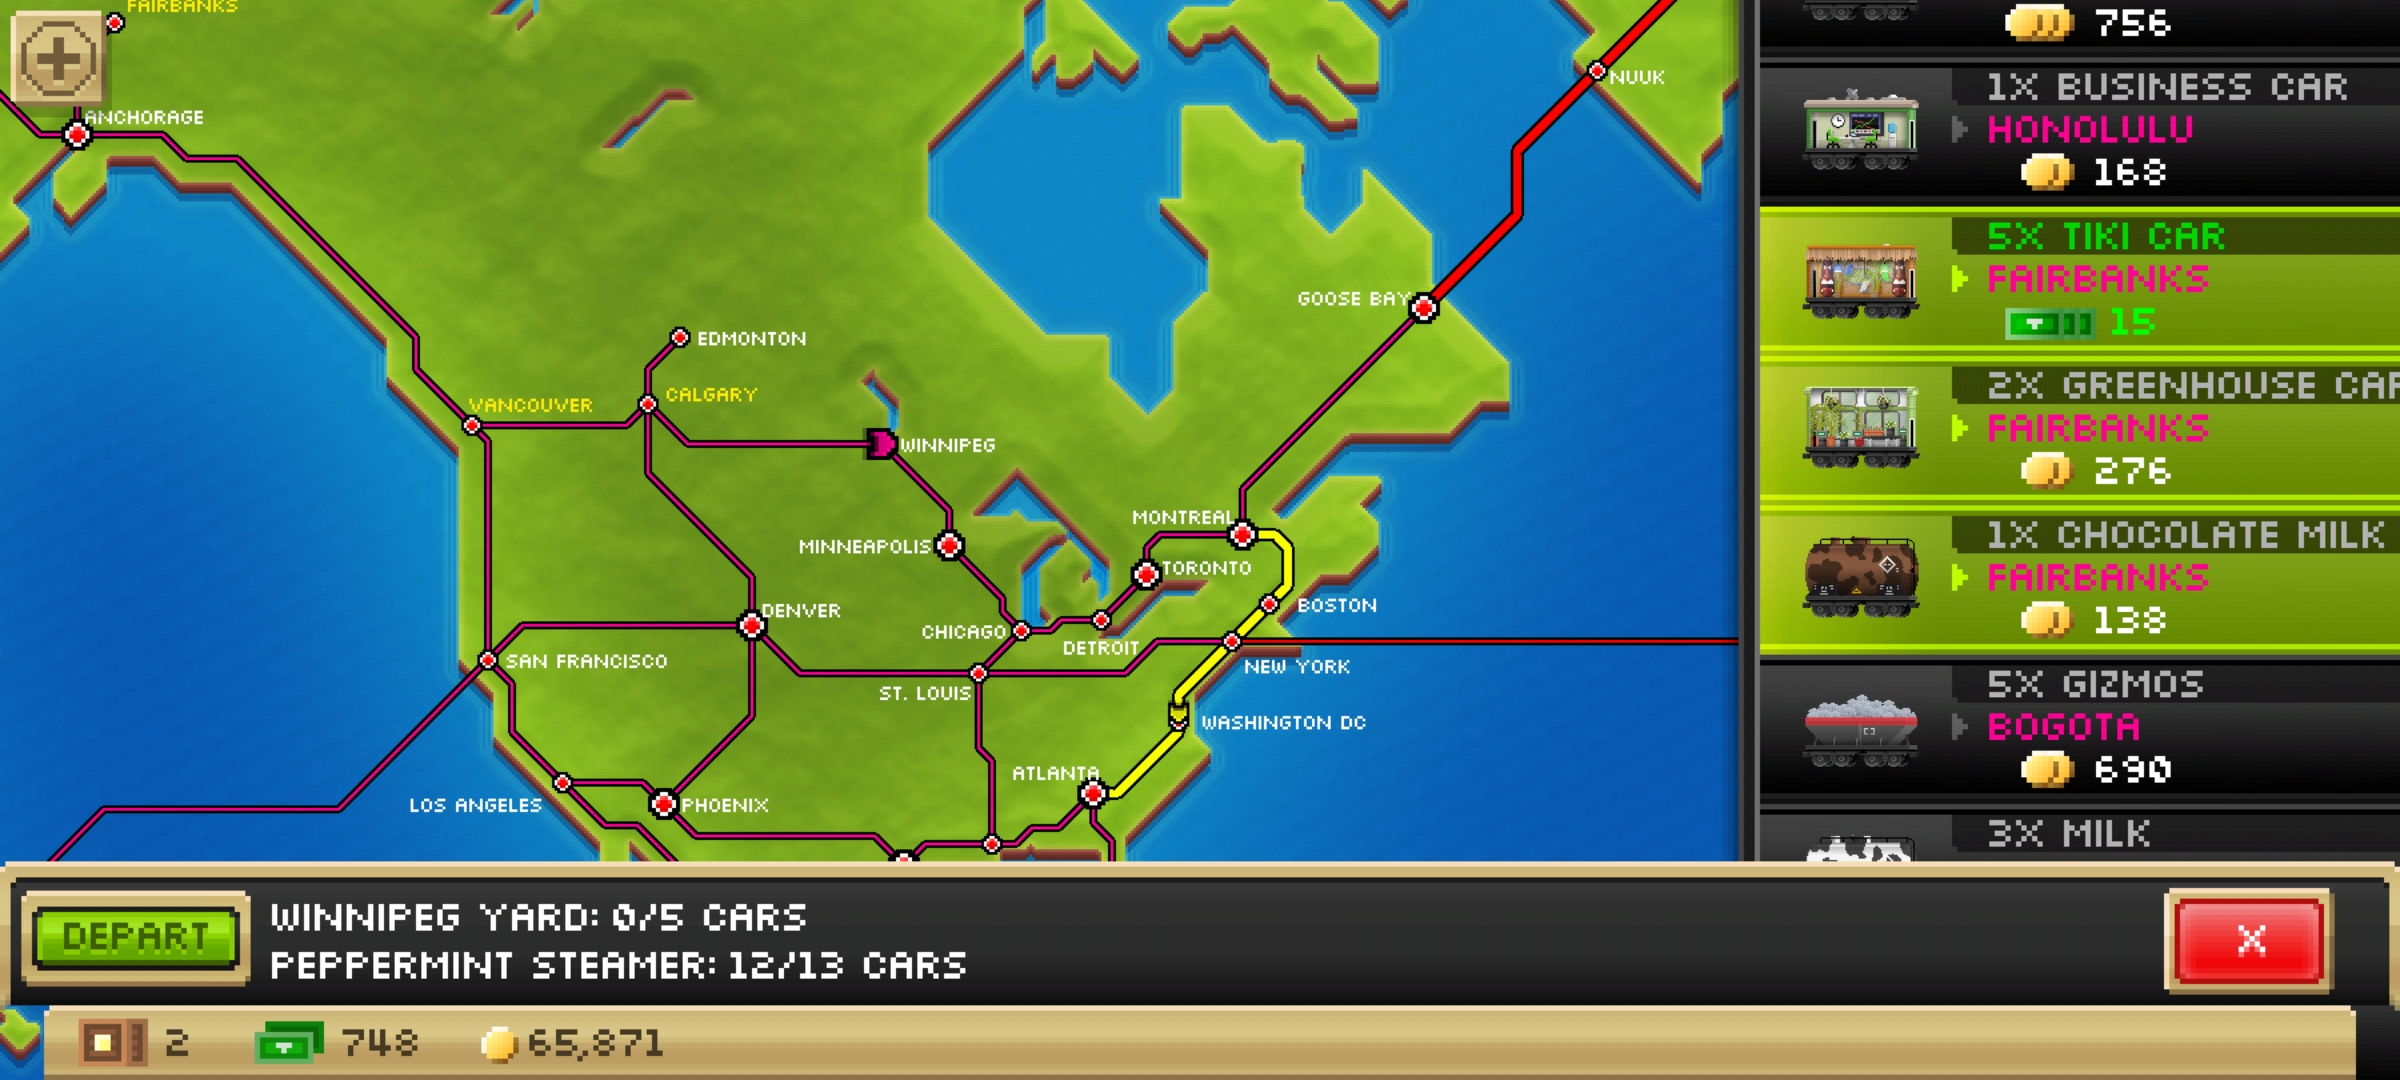 FAIRBANKS
ANCHORAGE
NUUK
GOOSE BAY
EDMONTON
CALGARY
VANCOUVER
WINNIPEG
MONTREAL
MINNEAPOLIS
TORONTO
BOSTON
DENVER
CHICAGO
DETROIT
SAN FRANCISCO
NEW YORK
ST. LOUIS
WASHINGTON DC
ATLANTA
LOS ANGELES
PHOENIX
756
1X BUSINESS CAR
HONOLULU
168
5X TIKI CAR
FAIRBANKS
15
2X GREENHOUSE CAR
FAIRBANKS
276
1X CHOCOLATE MILK
FAIRBANKS
138
5X GIZMOS
BOGOTA
690
3X MILK
DEPART
WINNIPEG YARD: 0/5 CARS
PEPPERMINT STEAMER: 12/13 CARS
X
2
748
65,871